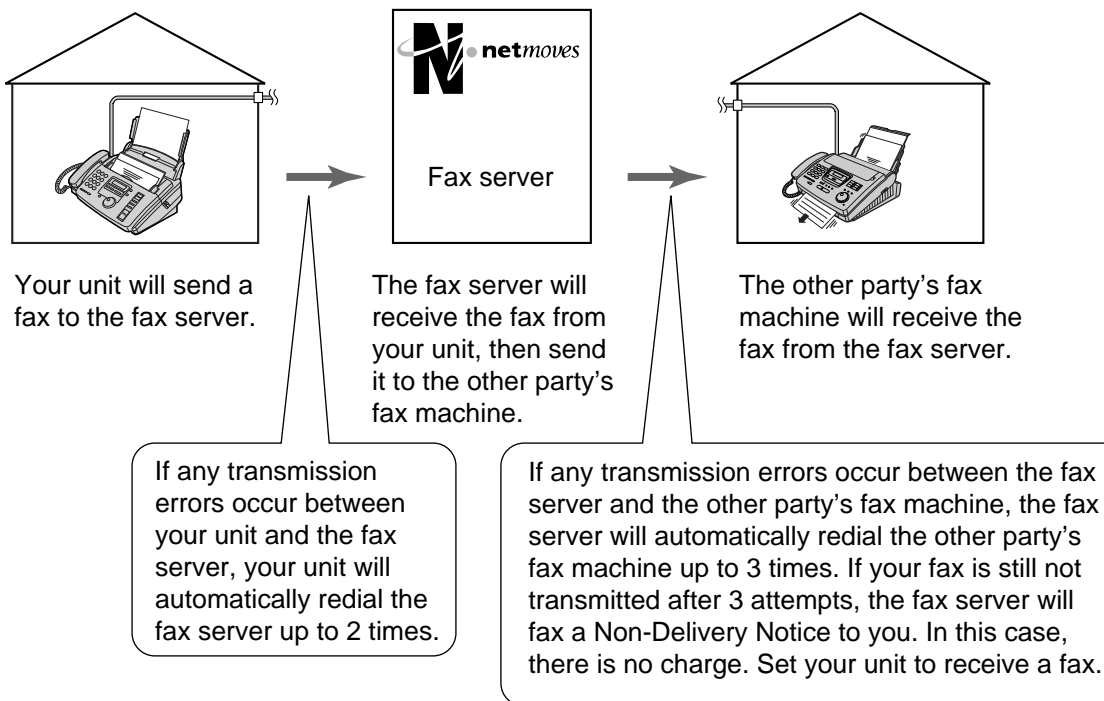 netmoves
Fax server
Your unit will send a
fax to the fax server.
The fax server will
receive the fax from
your unit, then send
it to the other party's
fax machine.
The other party's fax
machine will receive the
fax from the fax server.
If any transmission
errors occur between
your unit and the fax
server, your unit will
automatically redial the
fax server up to 2 times.
If any transmission errors occur between the fax
server and the other party's fax machine, the fax
server will automatically redial the other party's
fax machine up to 3 times. If your fax is still not
transmitted after 3 attempts, the fax server will
fax a Non-Delivery Notice to you. In this case,
there is no charge. Set your unit to receive a fax.